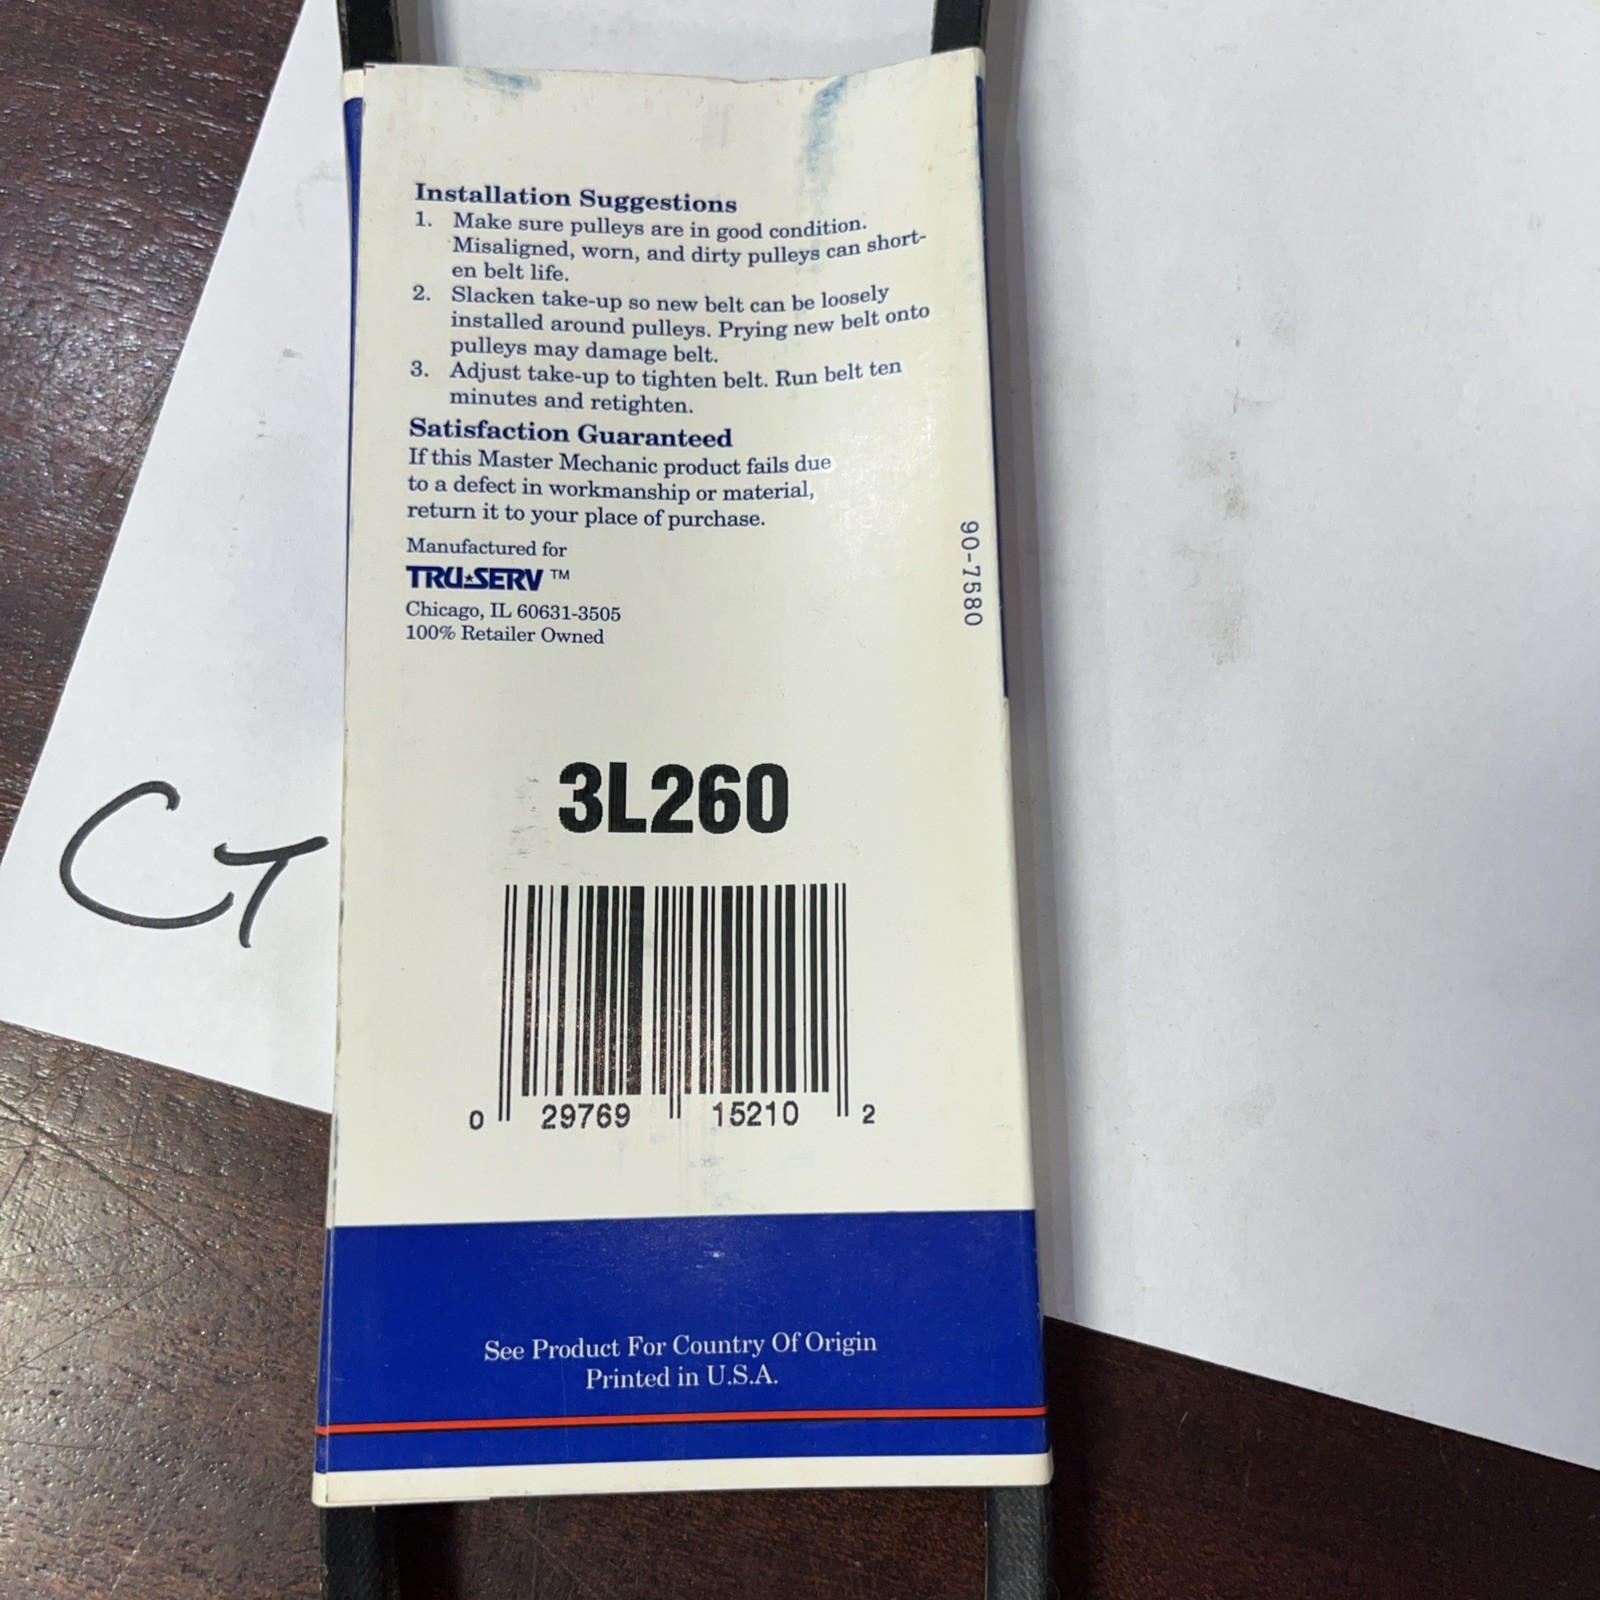 Installation Suggestions
1. Make sure pulleys are in good condition.
Misaligned, worn, and dirty pulleys can short-
en belt life.
2. Slacken take-up so new belt can be loosely
installed around pulleys. Prying new belt onto
pulleys may damage belt.
3. Adjust take-up to tighten belt. Run belt ten
minutes and retighten.
Satisfaction Guaranteed
If this Master Mechanic product fails due
to a defect in workmanship or material,
return it to your place of purchase.
Manufactured for
TRU★SERV ™
Chicago, IL 60631-3505
100% Retailer Owned
90-7580
3L260
CT
0 29769 15210 2
See Product For Country Of Origin
Printed in U.S.A.